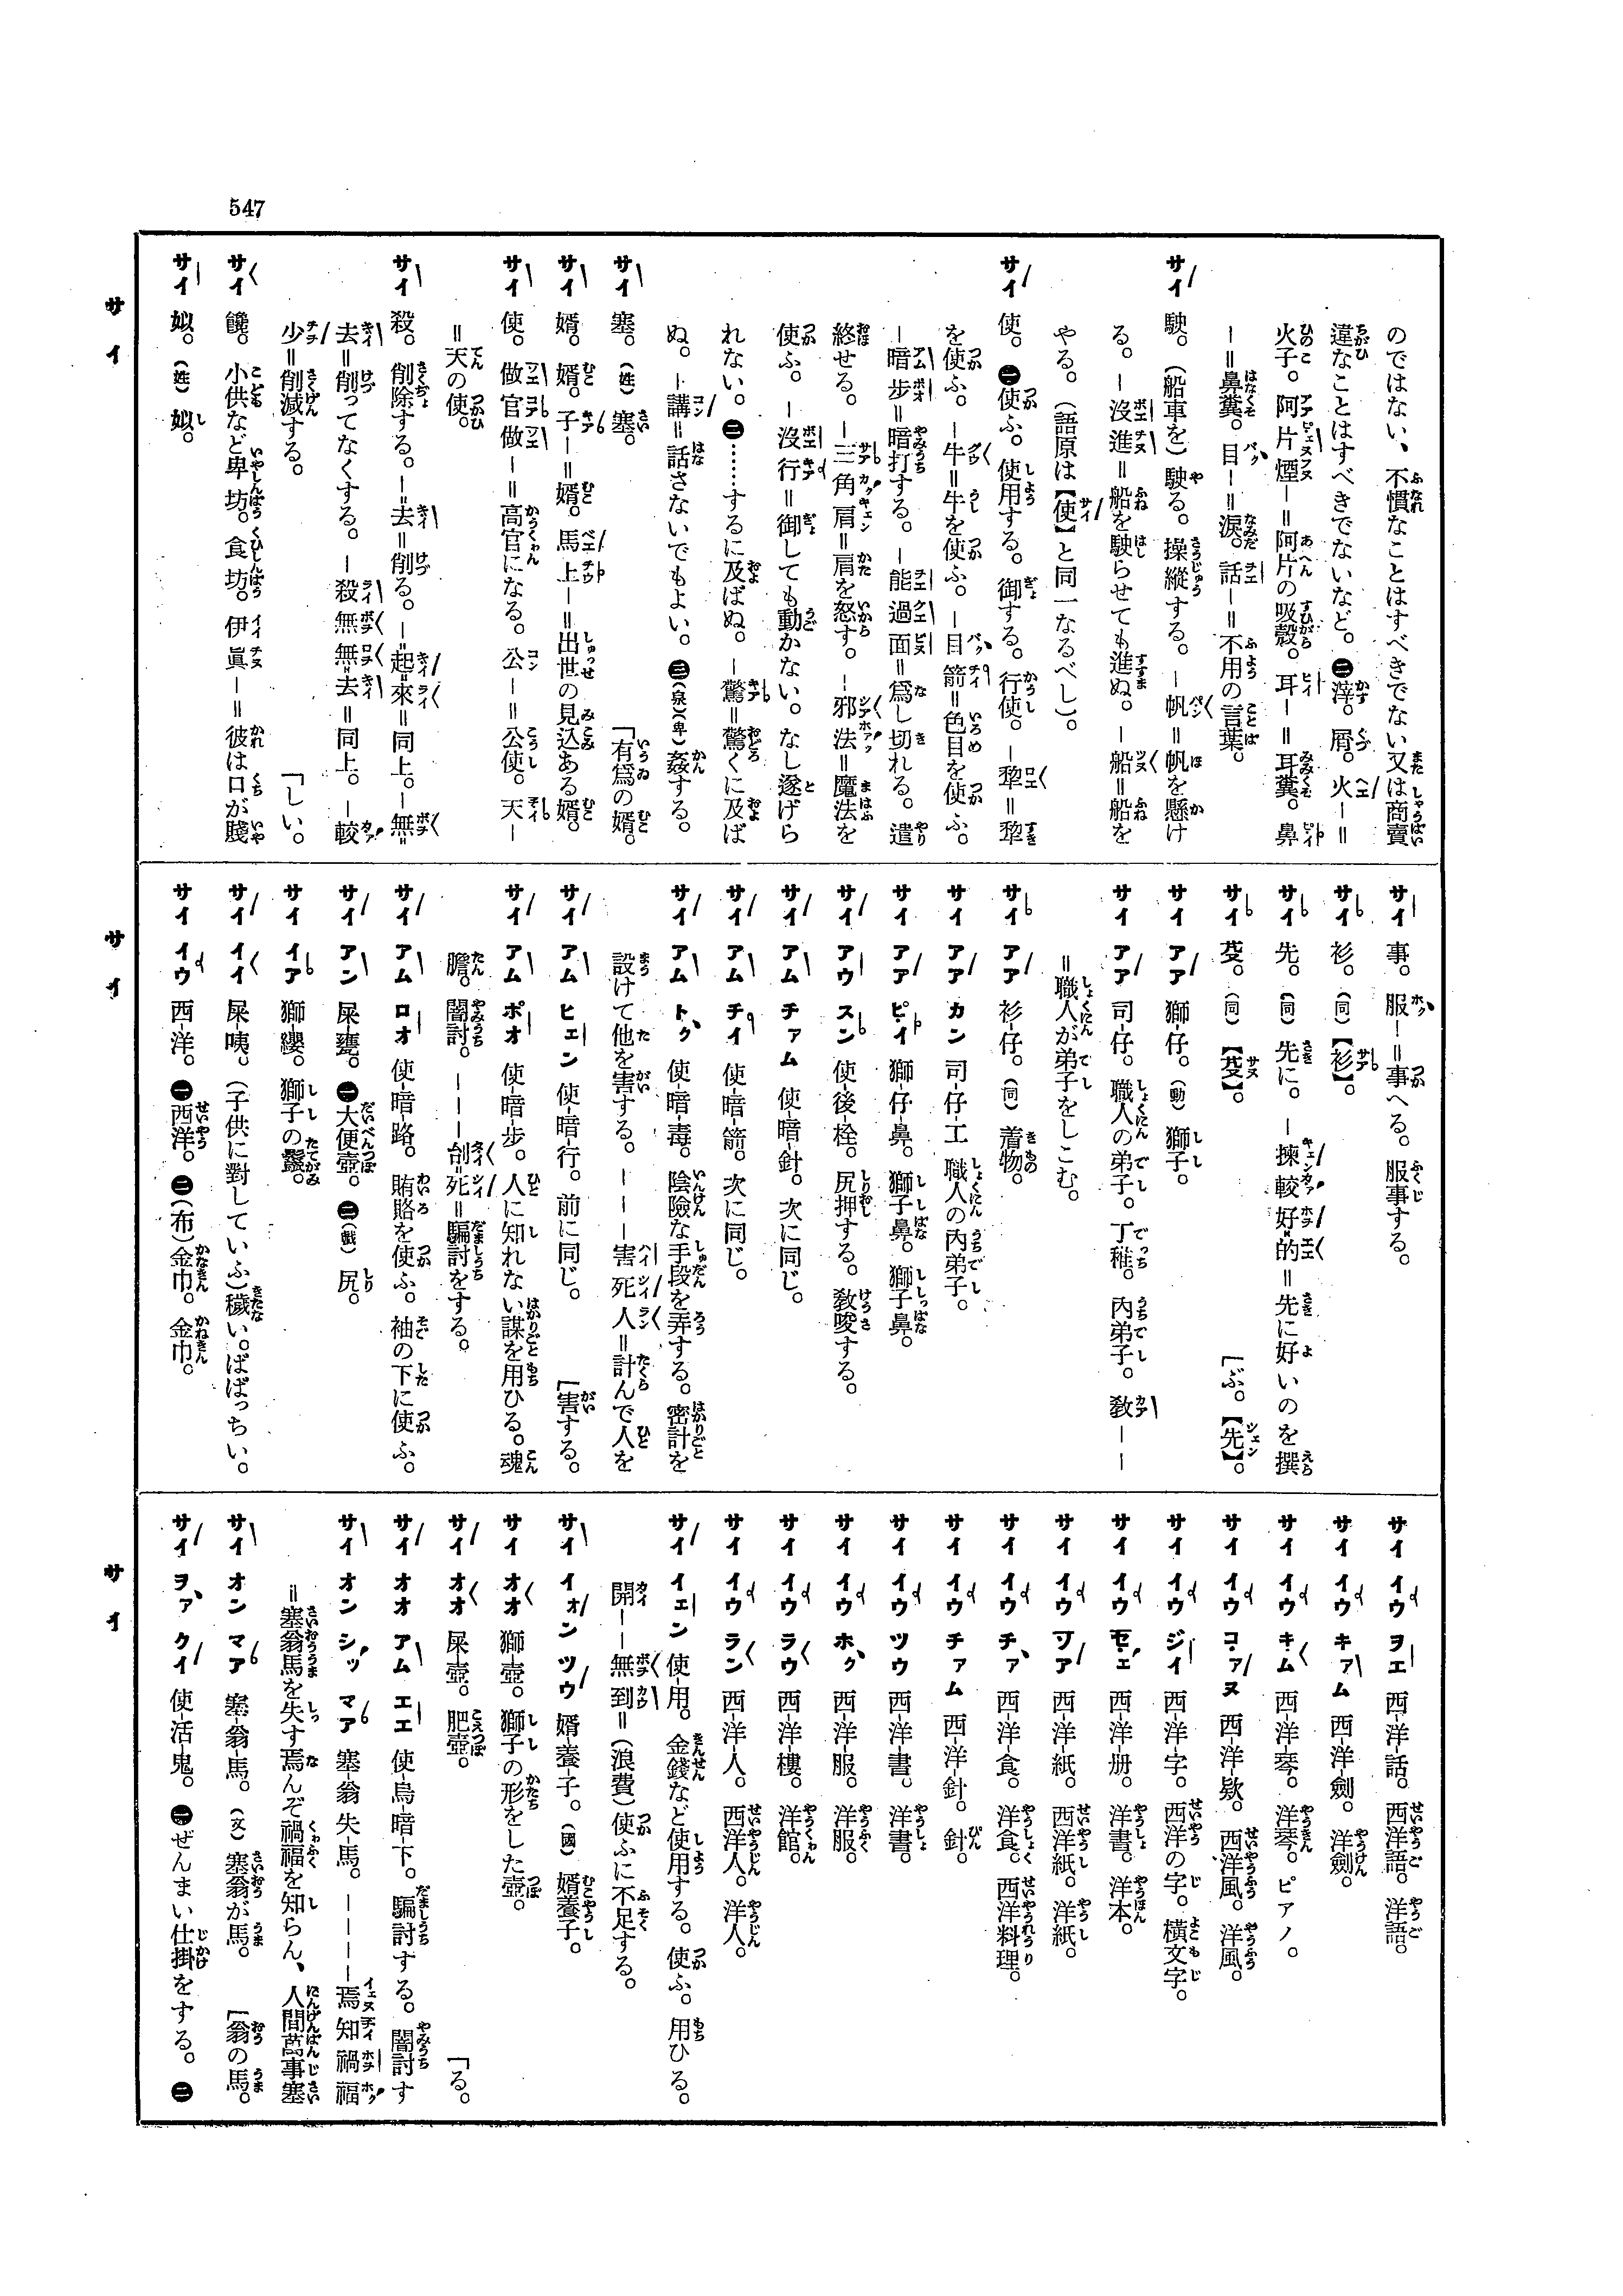 547
のではない、不慣なことはすべきでない又は商賣
違なことはすべきでないなど。㊁滓。屑。火－＝
火子。阿片煙－＝阿片の吸殼。耳－＝耳糞。鼻
－＝鼻糞。目－＝淚。話－＝不用の言葉。
サイ 駛。（船車を）駛る。操縱する。－帆＝帆を懸け
る。－沒進＝船を駛らせても進ぬ。－船＝船を
やる。（語原は【使】と同一なるべし）。
サイ 使。㊀使ふ。使用する。御する。行使。－犂＝犂
を使ふ。－牛＝牛を使ふ。－目箭＝色目を使ふ。
－暗步＝暗打する。－能過面＝爲し切れる。遣
終せる。－三角肩＝肩を怒す。－邪法＝魔法を
使ふ。－沒行＝御しても動かない。なし遂げら
れない。㊁……するに及ばぬ。－驚＝驚くに及ば
ぬ。－講＝話さないでもよい。㊂（泉）（卑）姦する。
サイ 塞。（姓）塞。
「有爲の婿。
サイ 婿。婿。子－＝婿。馬上－＝出世の見込ある婿。
サイ 使。做官做－＝高官になる。公－＝公使。天－
＝天の使。
サイ 殺。削除する。－去＝削る。－起來＝同上。－無
去＝削ってなくする。－殺無無去＝同上。－較
少＝削減する。
「しい。
サイ 饞。小供など卑坊。食坊。伊眞－＝彼は口が賤
サイ 姒。（姓）姒。
サイ
サイ 事。服－＝事へる。服事する。
サイ 衫。（同）【衫】。
サイ 先。（同）先に。－揀較好的＝先に好いのを撰
サイ （同）
［ぶ。【先】。
サイ アア 獅-仔。（動）獅子。
サイ アア 司-仔。職人の弟子。丁稚。內弟子。敎－－
＝職人が弟子をしこむ。
サイ アア 衫-仔。（同）着物。
サイ アア カン 司-仔-工 職人の內弟子。
サイ アア ピイ 獅-仔-鼻。獅子鼻。獅子鼻。
サイ アウ スン 使-後-栓。尻押する。敎唆する。
サイ アム チァム 使-暗-針。次に同じ。
サイ アム チイ 使-暗-箭。次に同じ。
サイ アム トク 使-暗-毒。陰險な手段を弄する。密計を
設けて他を害する。－－－害死人＝計んで人を
サイ アム ヒェン 使-暗-行。前に同じ。
［害する。
サイ アム ポオ 使-暗-步。人に知れない謀を用ひる。魂
膽。闇討。－－－创死＝騙討をする。
サイ アム ロオ 使-暗-路。賄賂を使ふ。袖の下に使ふ。
サイ アン 屎-甕。㊀大便壺。㊁（戲）尻。
サイ イア 獅-纓。獅子の鬣。
サイ イイ 屎-咦。（子供に對していふ）穢い。ばばっちい。
サイ イウ 西-洋。㊀西洋。㊁（布）金巾。金巾。
サイ
サイ イウ ヲエ 西-洋-話。西洋語。洋語。
サイ イウ キァム 西-洋-劍。洋劍。
サイ イウ キム 西-洋-琴。洋琴。ピアノ。
サイ イウ コァヌ 西-洋-欵。西洋風。洋風。
サイ イウ ジイ 西-洋-字。西洋の字。橫文字。
サイ イウ セェ 西-洋-册。洋書。洋本。
サイ イウ ツア 西-洋-紙。西洋紙。洋紙。
サイ イウ チァ 西-洋-食。洋食。西洋料理。
サイ イウ チァム 西-洋-針。針。
サイ イウ ツウ 西-洋-書。洋書。
サイ イウ ホク 西-洋-服。洋服。
サイ イウ ラウ 西-洋-樓。洋館。
サイ イウ ラン 西-洋-人。西洋人。洋人。
サイ イェン 使-用。金錢など使用する。使ふ。用ひる。
開－－無到＝（浪費）使ふに不足する。
サイ イォン ツウ 婿-養-子。（國）婿養子。
サイ オオ 獅-壺。獅子の形をした壺。
サイ オオ 屎-壺。肥壺。
「る。
サイ オオ アム エエ 使-烏-暗-下。騙討する。闇討す
サイ オン シッ マア 塞-翁失-馬。－－－－焉知禍福
＝塞翁馬を失す焉んぞ禍福を知らん、人間萬事塞
サイ オン マア 塞-翁-馬。（文）塞翁が馬。
［翁の馬。
サイ ヲァ クイ 使-活-鬼。㊀ぜんまい仕掛をする。㊁
サイ